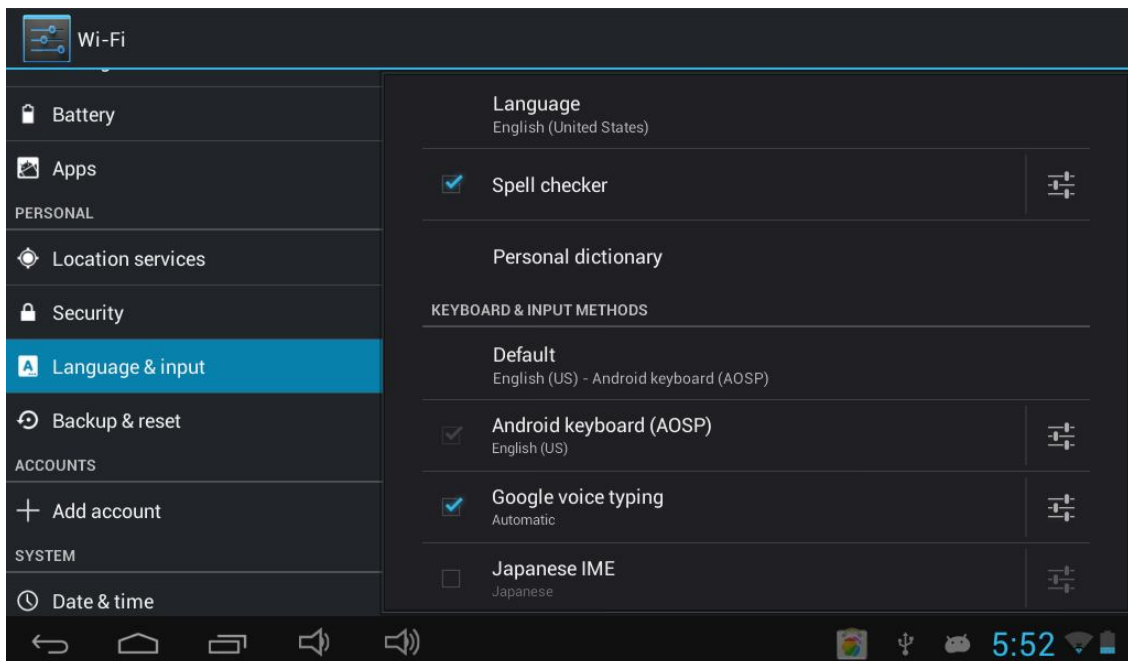 Wi-Fi
Battery
Apps
PERSONAL
Location services
Security
Language & input
Backup & reset
ACCOUNTS
Add account
SYSTEM
Date & time
Language
English (United States)
Spell checker
Personal dictionary
KEYBOARD & INPUT METHODS
Default
English (US) - Android keyboard (AOSP)
Android keyboard (AOSP)
English (US)
Google voice typing
Automatic
Japanese IME
Japanese
5:52